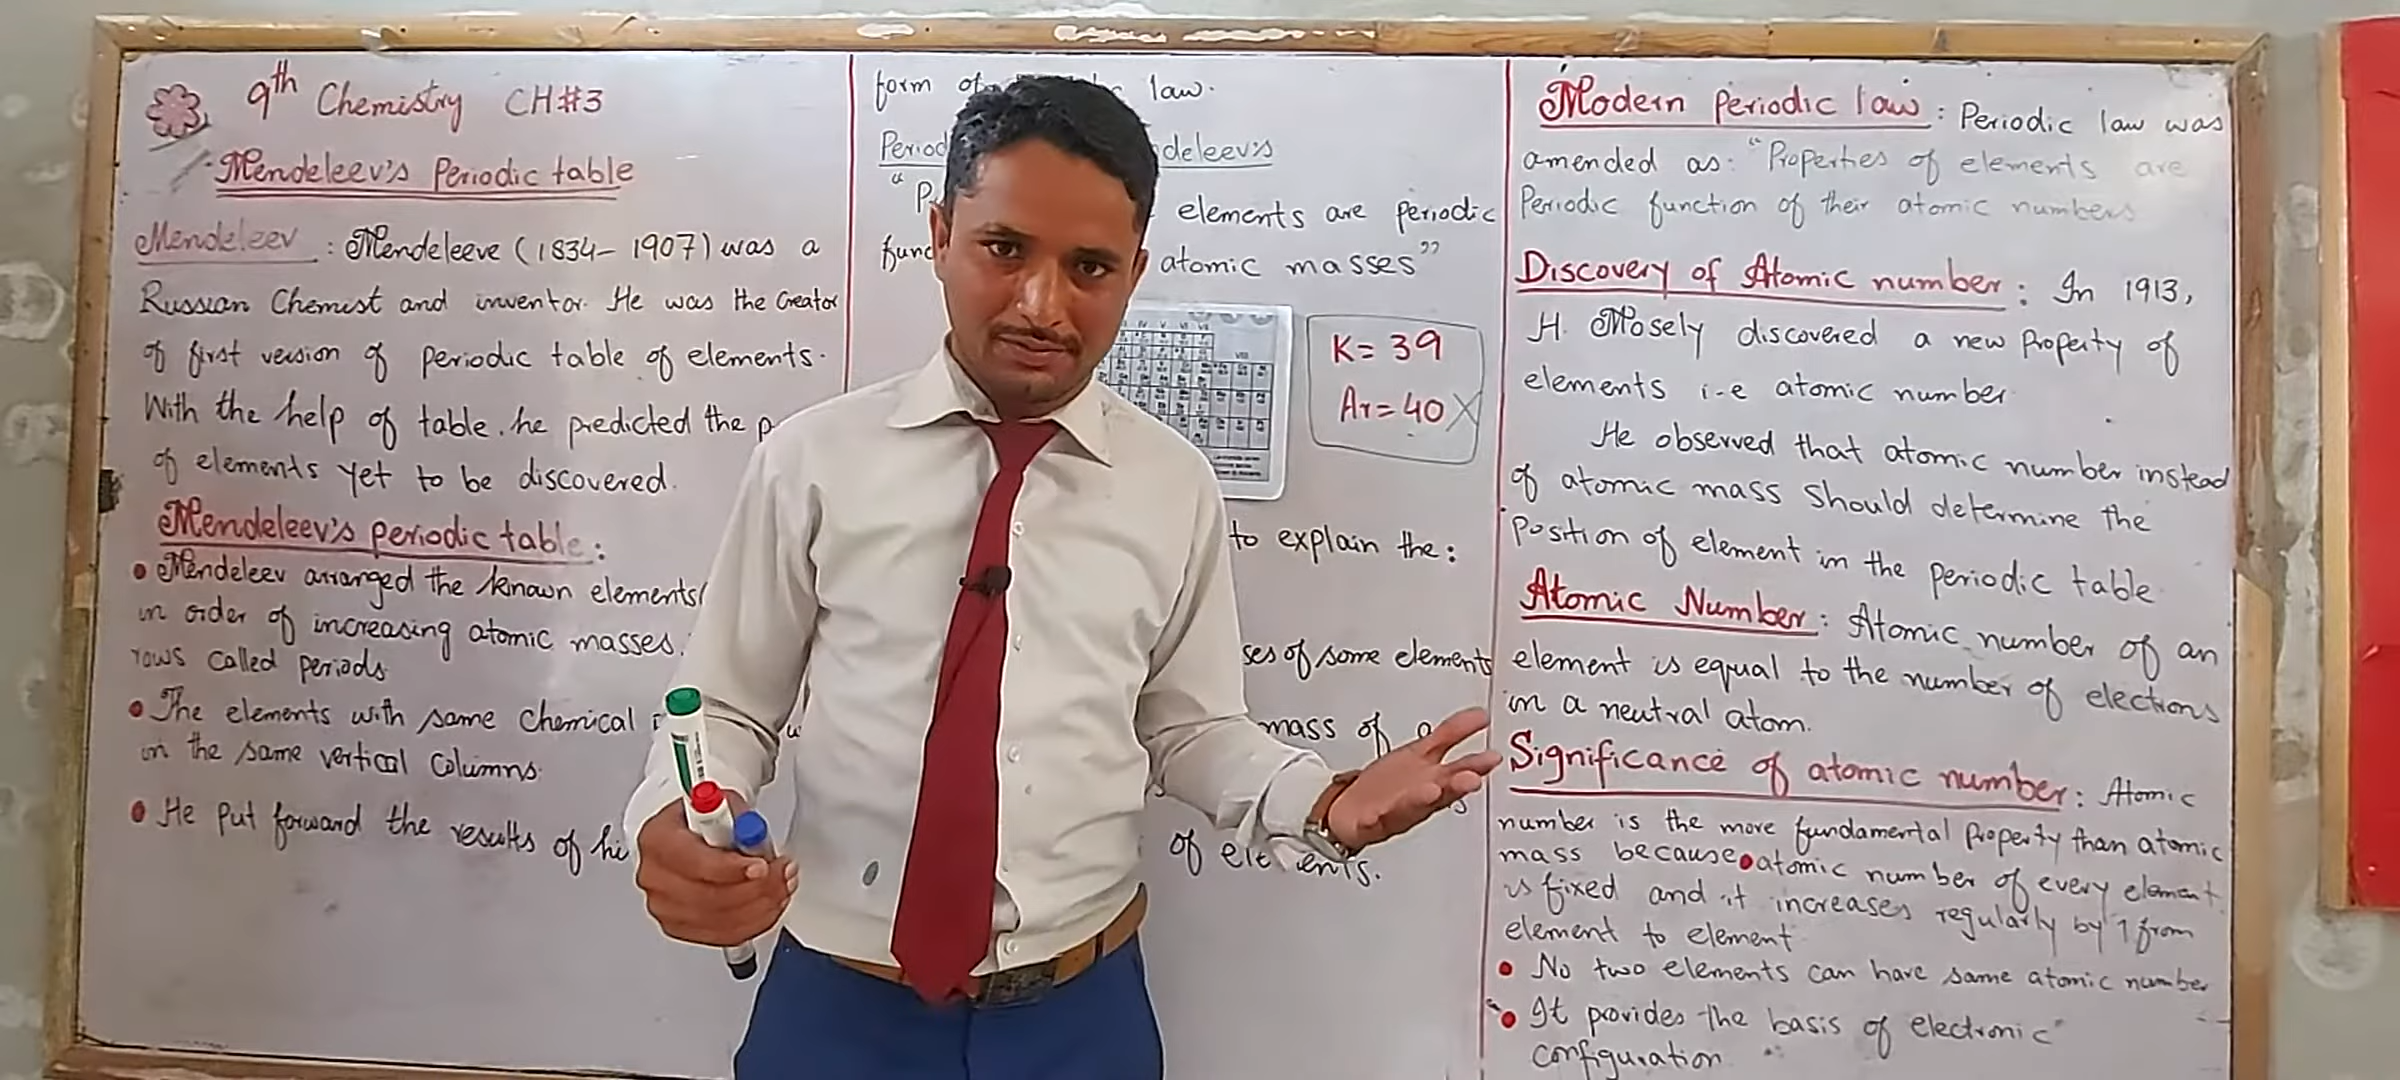 9th Chemistry CH#3
Mendeleev's Periodic table
Mendeleev : Mendeleeve (1834-1907) was a
Russian Chemist and inventor. He was the Creator
of first version of periodic table of elements.
With the help of table. he predicted the
of elements yet to be discovered.
Mendeleev's periodic table :
• Mendeleev arranged the known elements
in order of increasing atomic masses.
rows called periods
• The elements with same Chemical
in the same vertical Columns.
• He put forward the results of
form of law.
deleev's
elements are periodic
atomic masses”
IV V VI VII
VIII
K= 39
Ar=40 X
to explain the :
of some elements
mass of
of
Modern Periodic law : Periodic law was
amended as: “Properties of elements are
Periodic function of their atomic numbers
Discovery of Atomic number : In 1913,
H. Mosely discovered a new Property of
elements i-e atomic number
He observed that atomic number instead
of atomic mass should determine the
Position of element in the periodic table
Atomic Number : Atomic number of an
element is equal to the number of electrons
in a neutral atom.
Significance of atomic number : Atomic
number is the more fundamental Property than atomic
mass because • atomic number of every element
is fixed and it increases regularly by 1 from
element to element
• No two elements can have same atomic number
• It provides the basis of electronic
configuration